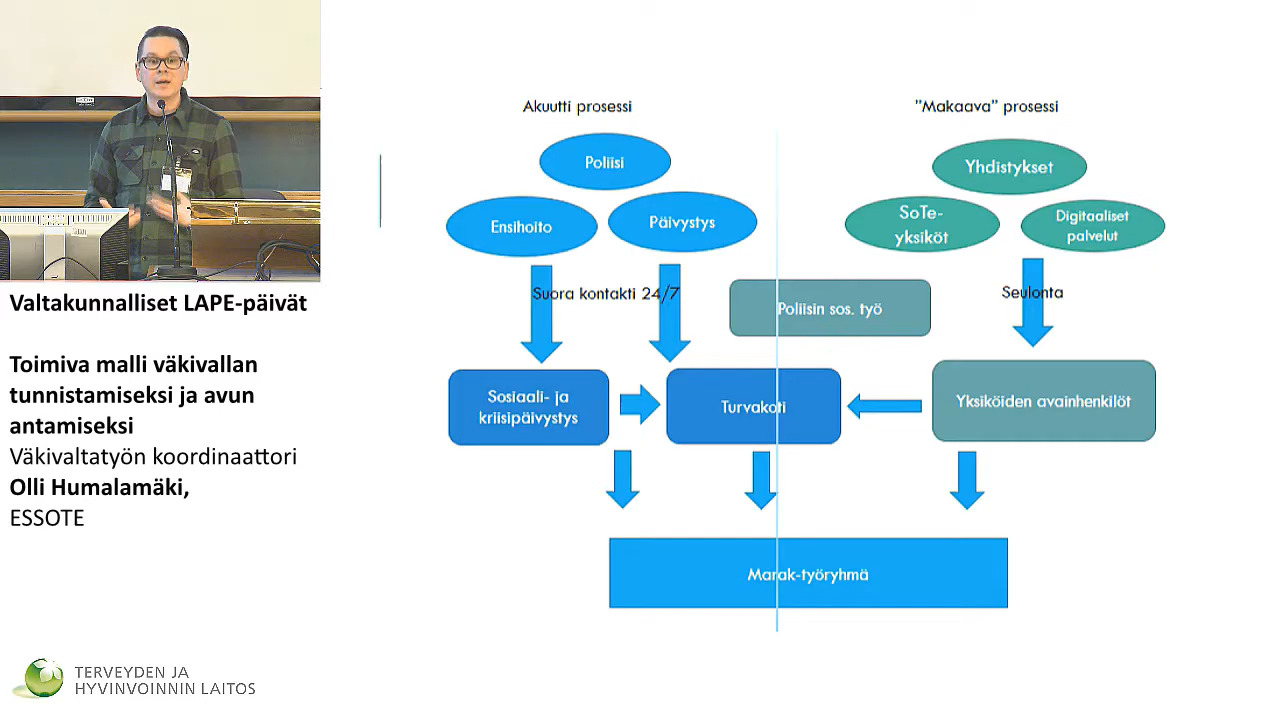 Valtakunnalliset LAPE-päivät
Toimiva malli väkivallan
tunnistamiseksi ja avun
antamiseksi
Väkivaltatyön koordinaattori
Olli Humalamäki,
ESSOTE
TERVEYDEN JA
HYVINVOINNIN LAITOS
Akuutti prosessi
Poliisi
Ensihoito
Päivystys
Suora kontakti 24/7
Sosiaali- ja
kriisipäivystys
Turvakoti
"Makaava" prosessi
Yhdistykset
SoTe-
yksiköt
Digitaaliset
palvelut
Poliisin sos. työ
Seulonta
Yksiköiden avainhenkilöt
Marak-työryhmä